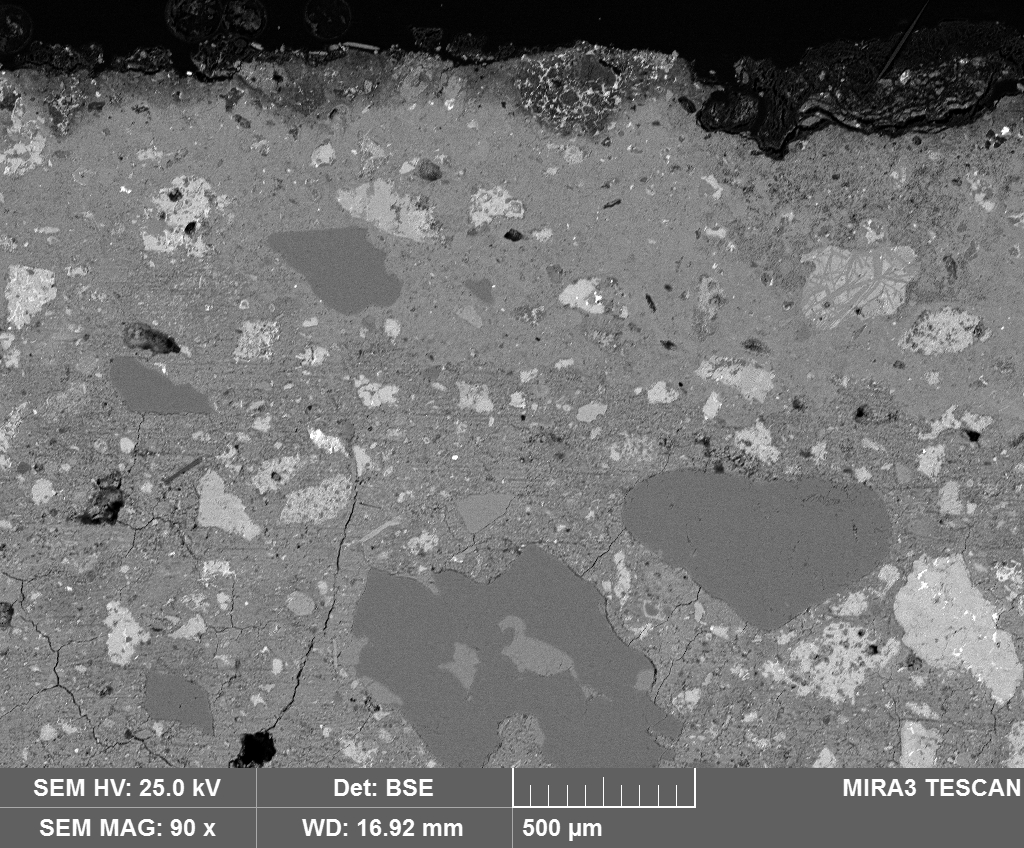 SEM HV: 25.0 kV
Det: BSE
MIRA3 TESCAN
SEM MAG: 90 x
WD: 16.92 mm
500 µm